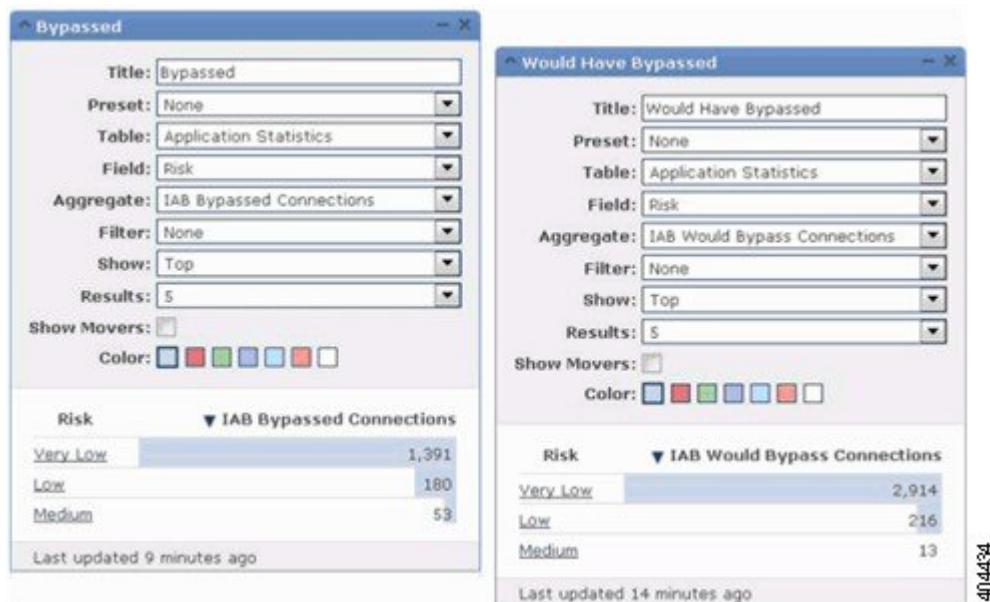 Bypassed
Title: Bypassed
Preset: None
Table: Application Statistics
Field: Risk
Aggregate: IAB Bypassed Connections
Filter: None
Show: Top
Results: 5
Show Movers:
Color:
Risk IAB Bypassed Connections
Very Low 1,391
Low 180
Medium 53
Last updated 9 minutes ago
Would Have Bypassed
Title: Would Have Bypassed
Preset: None
Table: Application Statistics
Field: Risk
Aggregate: IAB Would Bypass Connections
Filter: None
Show: Top
Results: 5
Show Movers:
Color:
Risk IAB Would Bypass Connections
Very Low 2,914
Low 216
Medium 13
Last updated 14 minutes ago
404434